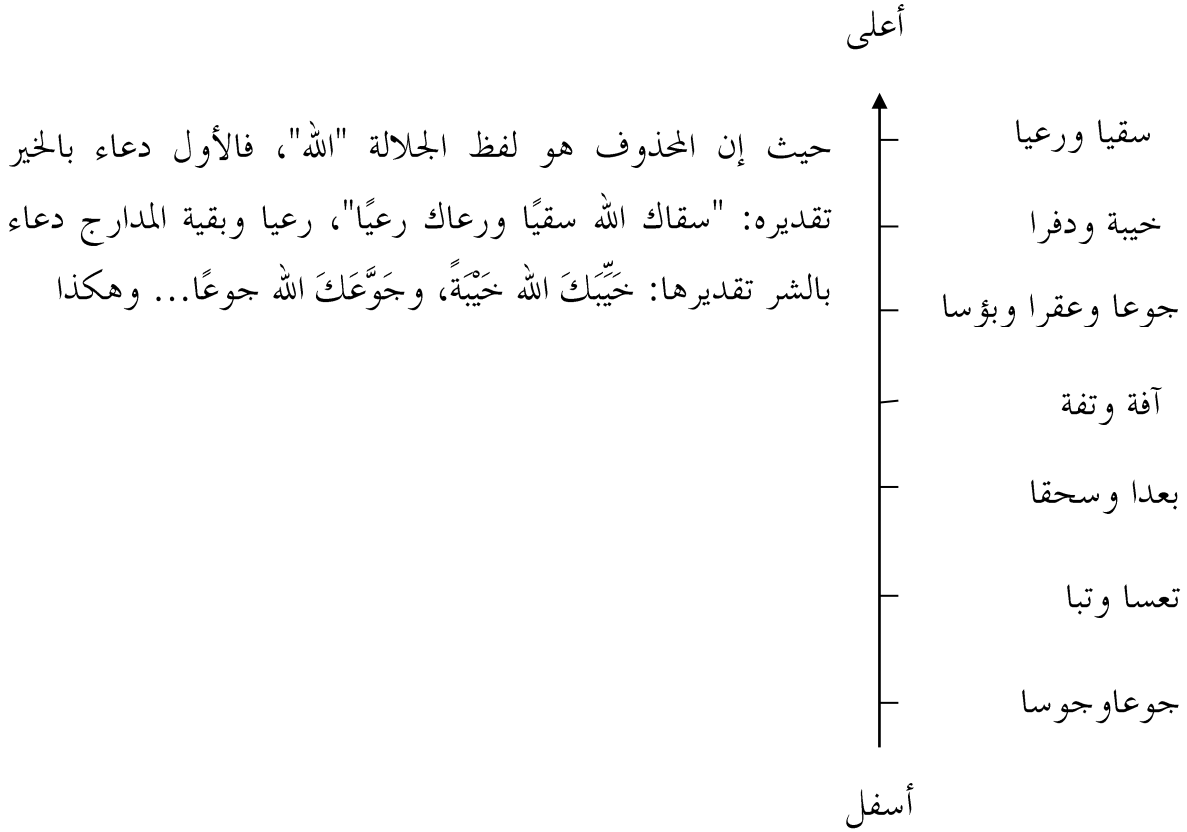 أعلى
سقيا ورعيا
خيبة ودفرا
جوعا وعقرا وبؤسا
آفة وتفة
بعدا وسحقا
تعسا وتبا
جوعاوجوسا
أسفل
حيث إن المحذوف هو لفظ الجلالة "الله"، فالأول دعاء بالخير
تقديره: "سقاك الله سقيًا ورعاك رعيًا"، رعيا وبقية المدارج دعاء
بالشر تقديرها: خَيَّبَكَ الله خَيْبَةً، وجَوَّعَكَ الله جوعًا... وهكذا